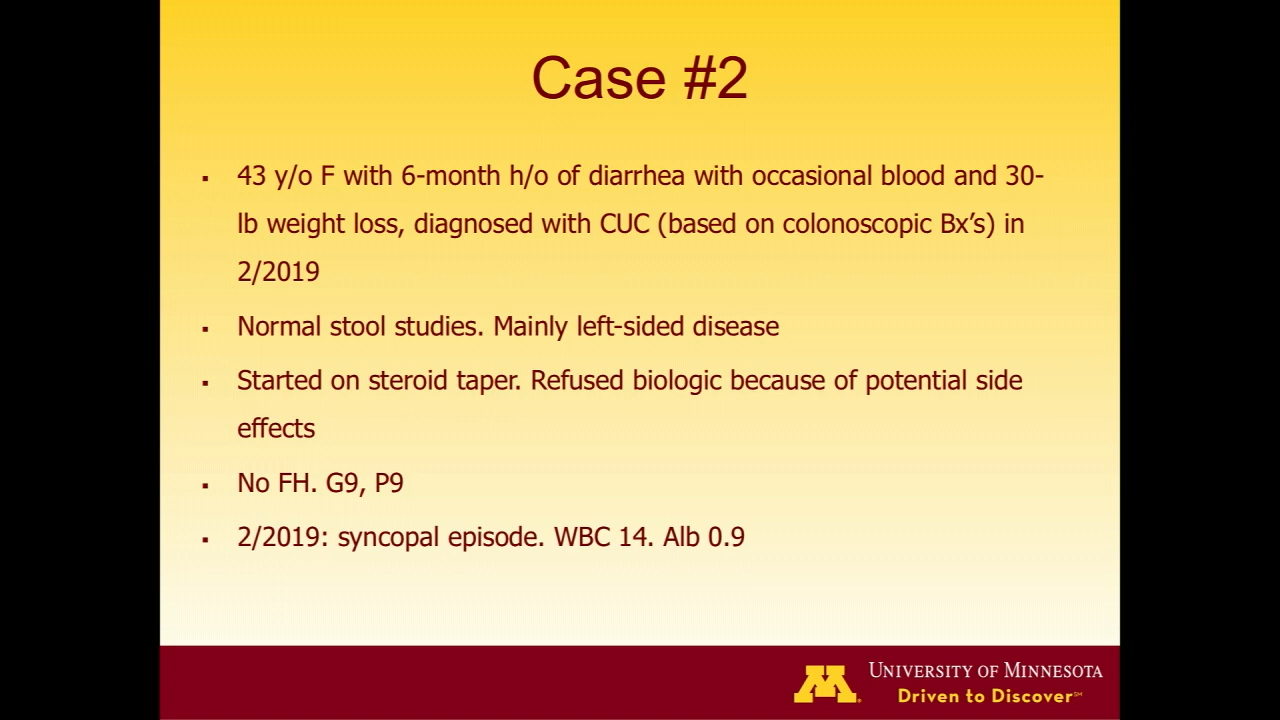 Case #2
▪ 43 y/o F with 6-month h/o of diarrhea with occasional blood and 30-
lb weight loss, diagnosed with CUC (based on colonoscopic Bx’s) in
2/2019
▪ Normal stool studies. Mainly left-sided disease
▪ Started on steroid taper. Refused biologic because of potential side
effects
▪ No FH. G9, P9
▪ 2/2019: syncopal episode. WBC 14. Alb 0.9
M
UNIVERSITY OF MINNESOTA
Driven to Discover℠